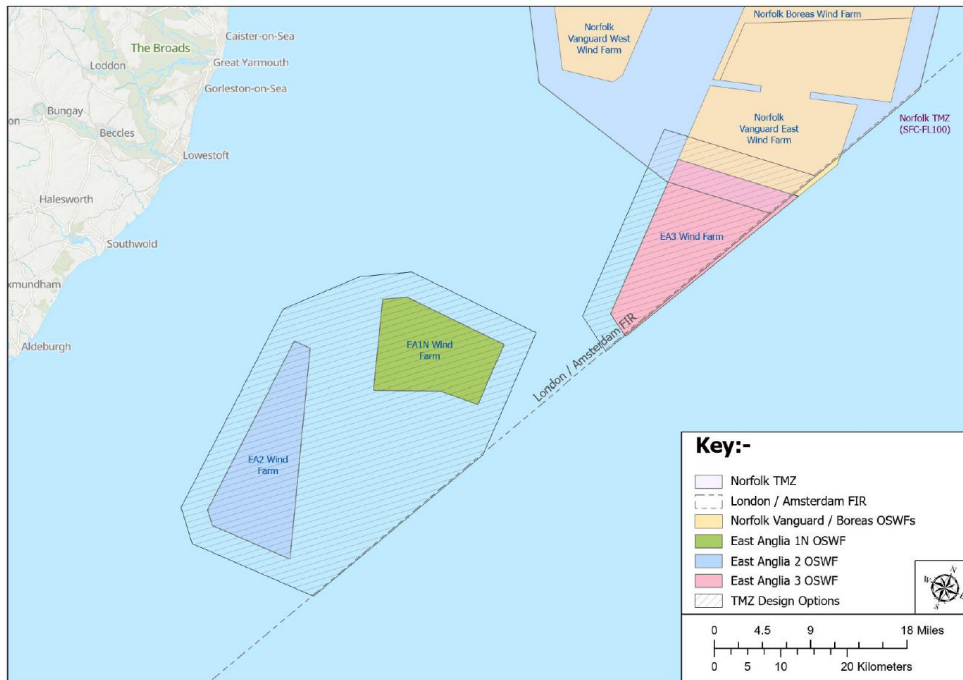 Norfolk
Vanguard West
Wind Farm
Norfolk Boreas Wind Farm
Caister-on-Sea
The Broads
Loddon
Great Yarmouth
Gorleston-on-Sea
Bungay
Beccles
Lowestoft
Norfolk
Vanguard East
Wind Farm
Norfolk TMZ
(SFC-FL100)
Halesworth
Southwold
EA3 Wind Farm
xmundham
Aldeburgh
EA1N Wind
Farm
London / Amsterdam FIR
EA2 Wind
Farm
Key:-
Norfolk TMZ
London / Amsterdam FIR
Norfolk Vanguard / Boreas OSWFs
East Anglia 1N OSWF
East Anglia 2 OSWF
East Anglia 3 OSWF
TMZ Design Options
N
W
E
S
0 4.5 9 18 Miles
0 5 10 20 Kilometers